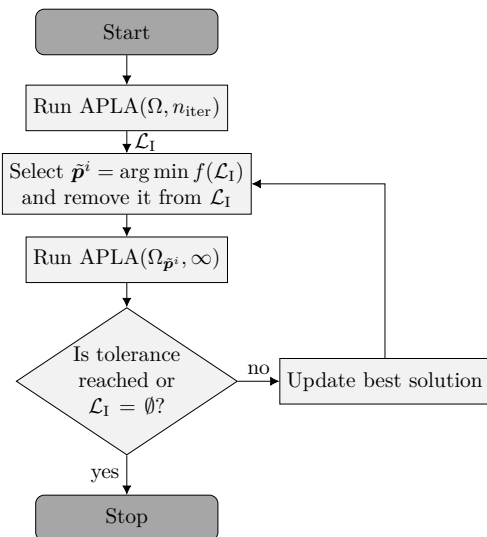 Start
Run APLA(Ω, n_iter)
ℒ_I
Select p̃^i = arg min f(ℒ_I)
and remove it from ℒ_I
Run APLA(Ω_p̃^i, ∞)
Is tolerance
reached or
ℒ_I = ∅?
no
Update best solution
yes
Stop